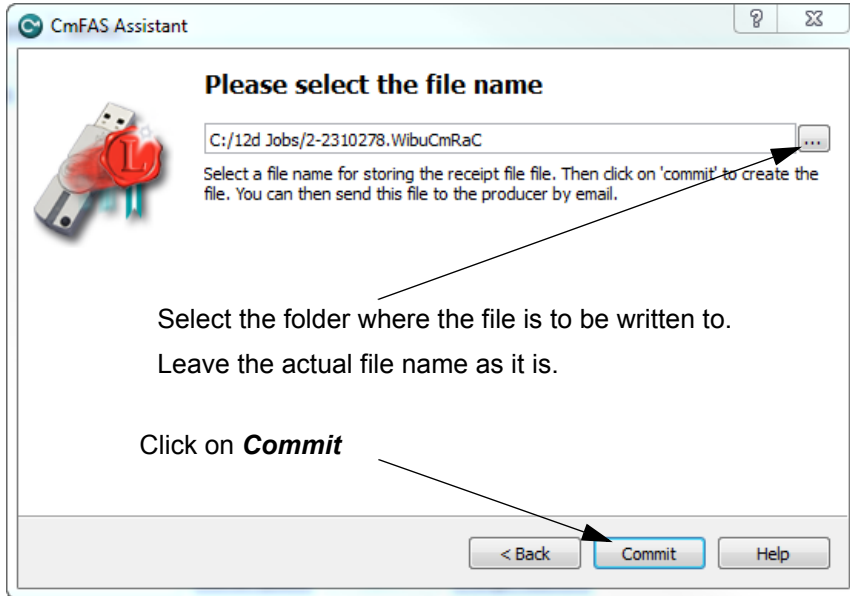 CmFAS Assistant
Please select the file name
C:/12d Jobs/2-2310278.WibuCmRaC
...
Select a file name for storing the receipt file file. Then click on 'commit' to create the
file. You can then send this file to the producer by email.
L
Select the folder where the file is to be written to.
Leave the actual file name as it is.
Click on Commit
< Back
Commit
Help